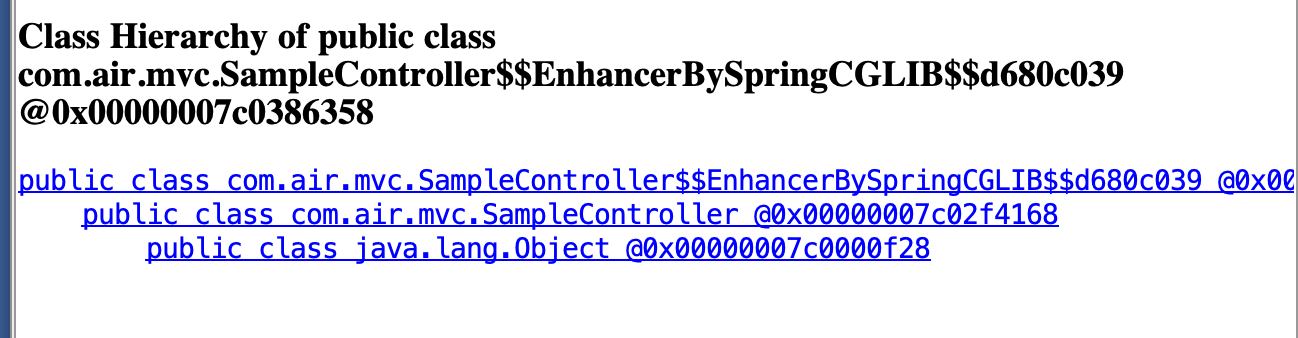 Class Hierarchy of public class
com.air.mvc.SampleController$$EnhancerBySpringCGLIB$$d680c039
@0x00000007c0386358
public class com.air.mvc.SampleController$$EnhancerBySpringCGLIB$$d680c039 @0x00
public class com.air.mvc.SampleController @0x00000007c02f4168
public class java.lang.Object @0x00000007c0000f28